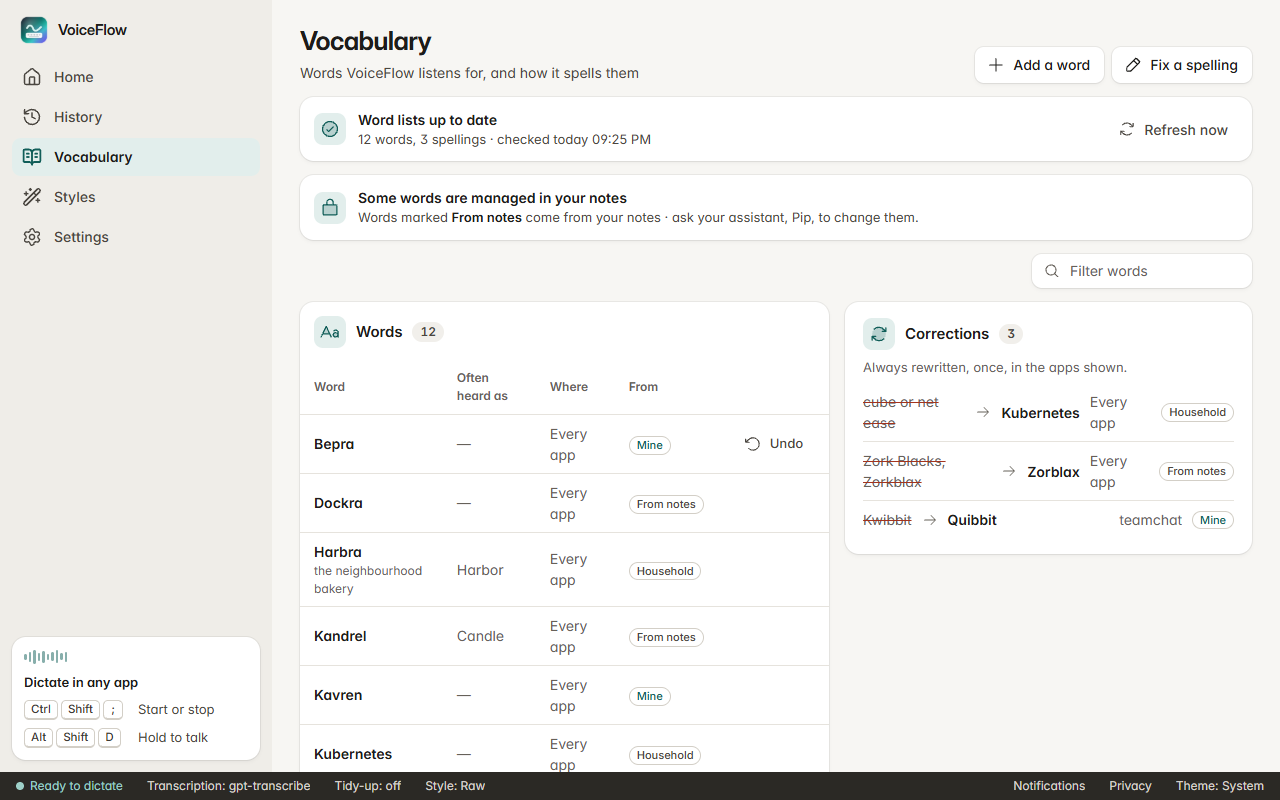 VoiceFlow
Home
History
Vocabulary
Styles
Settings
Dictate in any app
Ctrl Shift ; Start or stop
Alt Shift D Hold to talk
Vocabulary
Words VoiceFlow listens for, and how it spells them
Add a word
Fix a spelling
Word lists up to date
12 words, 3 spellings · checked today 09:25 PM
Refresh now
Some words are managed in your notes
Words marked From notes come from your notes · ask your assistant, Pip, to change them.
Filter words
Aa Words 12
Word Often heard as Where From
Bepra — Every app Mine Undo
Dockra — Every app From notes
Harbra
the neighbourhood bakery
Harbor Every app Household
Kandrel Candle Every app From notes
Kavren — Every app Mine
Kubernetes — Every app Household
Corrections 3
Always rewritten, once, in the apps shown.
cube or net ease → Kubernetes Every app Household
Zork Blacks, Zorkblax → Zorblax Every app From notes
Kwibbit → Quibbit teamchat Mine
Ready to dictate Transcription: gpt-transcribe Tidy-up: off Style: Raw Notifications Privacy Theme: System